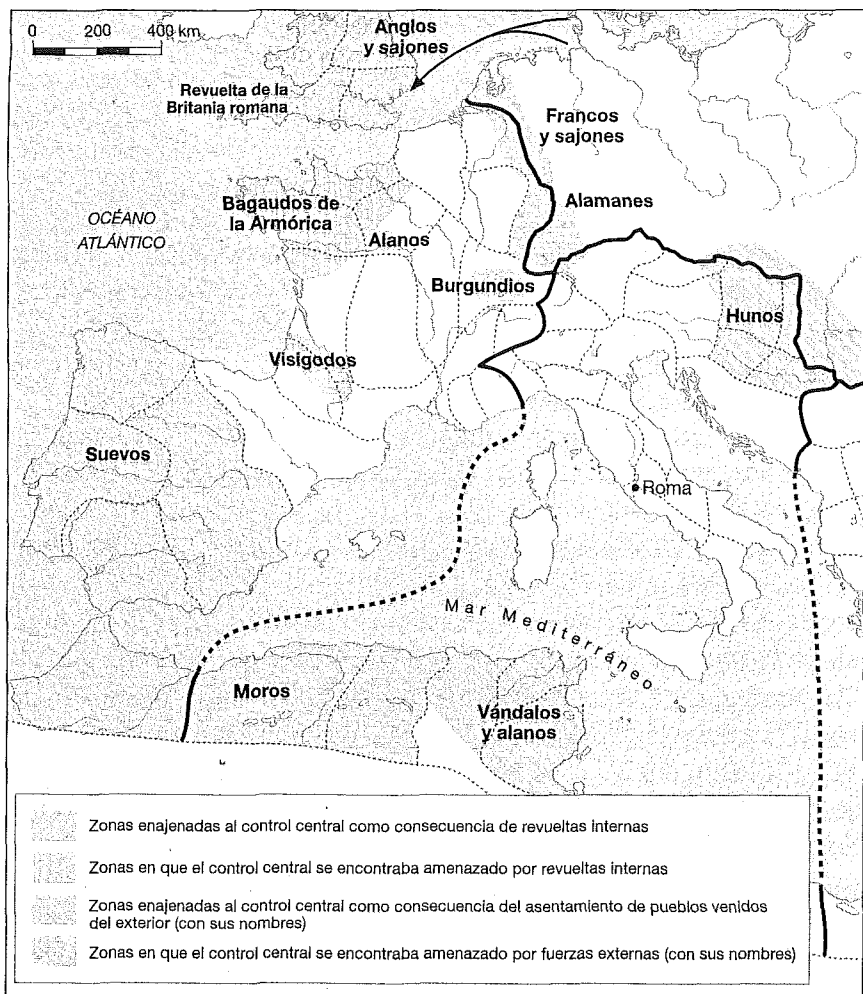 0 200 400 km
Anglos
y sajones
Revuelta de la
Britania romana
Francos
y sajones
Bagaudos de
la Armórica
Alamanes
OCÉANO
ATLÁNTICO
Alanos
Burgundios
Hunos
Visigodos
Suevos
Roma
Mar Mediterráneo
Moros
Vándalos
y alanos
Zonas enajenadas al control central como consecuencia de revueltas internas
Zonas en que el control central se encontraba amenazado por revueltas internas
Zonas enajenadas al control central como consecuencia del asentamiento de pueblos venidos
del exterior (con sus nombres)
Zonas en que el control central se encontraba amenazado por fuerzas externas (con sus nombres)